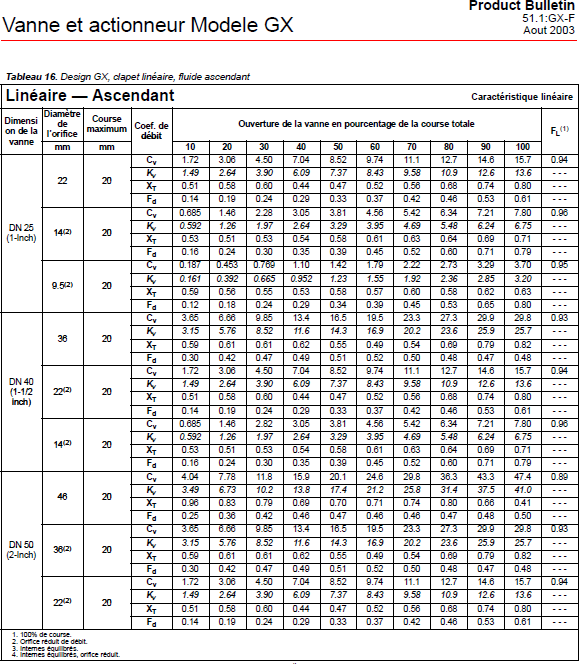 Product Bulletin
51.1:GX-F
Aout 2003
Vanne et actionneur Modele GX
Tableau 16. Design GX, clapet linéaire, fluide ascendant
Linéaire — Ascendant Caractéristique linéaire
Dimension de la vanne Diamètre de l'orifice Course maximum Coef. de débit Ouverture de la vanne en pourcentage de la course totale FL(1)
mm mm 10 20 30 40 50 60 70 80 90 100
DN 25 (1-Inch) 22 20 Cv 1.72 3.06 4.50 7.04 8.52 9.74 11.1 12.7 14.6 15.7 0.94
Kv 1.49 2.64 3.90 6.09 7.37 8.43 9.58 10.9 12.6 13.6 - - -
XT 0.51 0.58 0.60 0.44 0.47 0.52 0.56 0.68 0.74 0.80 - - -
Fd 0.14 0.19 0.24 0.29 0.33 0.37 0.42 0.46 0.53 0.61 - - -
14(2) 20 Cv 0.685 1.46 2.28 3.05 3.81 4.56 5.42 6.34 7.21 7.80 0.96
Kv 0.592 1.26 1.97 2.64 3.29 3.95 4.69 5.48 6.24 6.75 - - -
XT 0.53 0.51 0.53 0.54 0.58 0.61 0.63 0.64 0.69 0.71 - - -
Fd 0.16 0.24 0.30 0.35 0.39 0.45 0.52 0.60 0.71 0.79 - - -
9.5(2) 20 Cv 0.187 0.453 0.769 1.10 1.42 1.79 2.22 2.73 3.29 3.70 0.95
Kv 0.161 0.392 0.665 0.952 1.23 1.55 1.92 2.36 2.85 3.20 - - -
XT 0.59 0.56 0.55 0.53 0.58 0.57 0.60 0.58 0.62 0.63 - - -
Fd 0.12 0.18 0.24 0.29 0.34 0.39 0.45 0.53 0.65 0.80 - - -
DN 40 (1-1/2 Inch) 36 20 Cv 3.65 6.66 9.85 13.4 16.5 19.5 23.3 27.3 29.9 29.8 0.93
Kv 3.15 5.76 8.52 11.6 14.3 16.9 20.2 23.6 25.9 25.7 - - -
XT 0.59 0.61 0.61 0.62 0.55 0.49 0.54 0.69 0.79 0.82 - - -
Fd 0.30 0.42 0.47 0.49 0.51 0.52 0.50 0.48 0.47 0.48 - - -
22(2) 20 Cv 1.72 3.06 4.50 7.04 8.52 9.74 11.1 12.7 14.6 15.7 0.94
Kv 1.49 2.64 3.90 6.09 7.37 8.43 9.58 10.9 12.6 13.6 - - -
XT 0.51 0.58 0.60 0.44 0.47 0.52 0.56 0.68 0.74 0.80 - - -
Fd 0.14 0.19 0.24 0.29 0.33 0.37 0.42 0.46 0.53 0.61 - - -
14(2) 20 Cv 0.685 1.46 2.82 3.05 3.81 4.56 5.42 6.34 7.21 7.80 0.96
Kv 0.592 1.26 1.97 2.64 3.29 3.95 4.69 5.48 6.24 6.75 - - -
XT 0.53 0.51 0.53 0.54 0.58 0.61 0.63 0.64 0.69 0.71 - - -
Fd 0.16 0.24 0.30 0.35 0.39 0.45 0.52 0.60 0.71 0.79 - - -
DN 50 (2-Inch) 46 20 Cv 4.04 7.78 11.8 15.9 20.1 24.6 29.8 36.3 43.3 47.4 0.89
Kv 3.49 6.73 10.2 13.8 17.4 21.2 25.8 31.4 37.5 41.0 - - -
XT 0.96 0.83 0.79 0.69 0.70 0.71 0.74 0.80 0.66 0.41 - - -
Fd 0.25 0.36 0.42 0.46 0.47 0.46 0.46 0.47 0.48 0.50 - - -
36(2) 20 Cv 3.65 6.66 9.85 13.4 16.5 19.5 23.3 27.3 29.9 29.8 0.93
Kv 3.15 5.76 8.52 11.6 14.3 16.9 20.2 23.6 25.9 25.7 - - -
XT 0.59 0.61 0.61 0.62 0.55 0.49 0.54 0.69 0.79 0.82 - - -
Fd 0.30 0.42 0.47 0.49 0.51 0.52 0.50 0.48 0.47 0.48 - - -
22(2) 20 Cv 1.72 3.06 4.50 7.04 8.52 9.74 11.1 12.7 14.6 15.7 0.94
Kv 1.49 2.64 3.90 6.09 7.37 8.43 9.58 10.9 12.6 13.6 - - -
XT 0.51 0.58 0.60 0.44 0.47 0.52 0.56 0.68 0.74 0.80 - - -
Fd 0.14 0.19 0.24 0.29 0.33 0.37 0.42 0.46 0.53 0.61 - - -
1. 100% de course.
2. Orifice réduit de débit.
3. Internes équilibrés.
4. Internes équilibrés, orifice réduit.